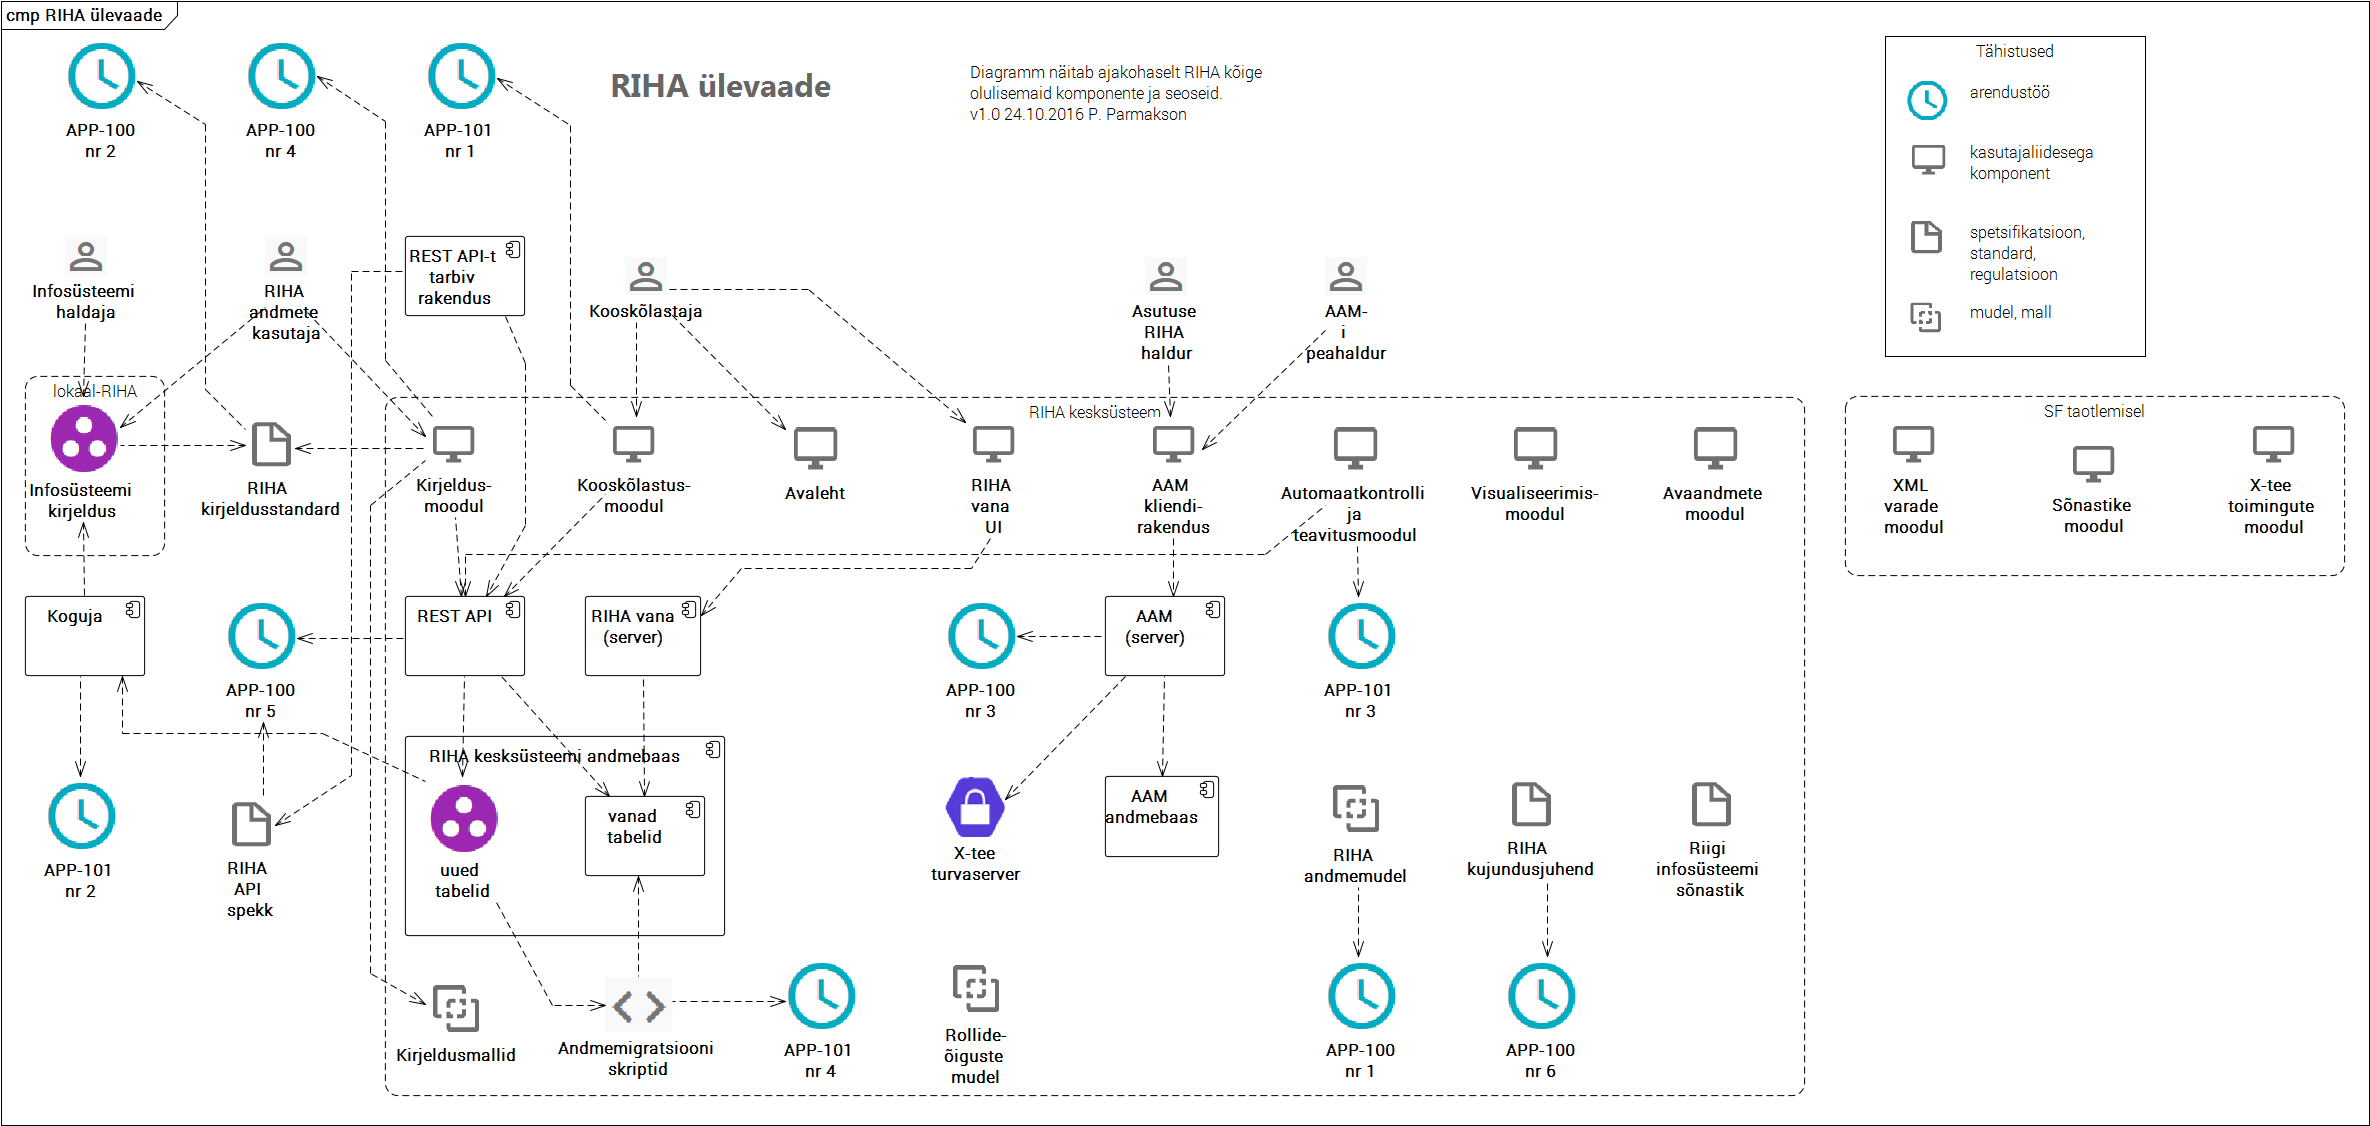 cmp RIHA ülevaade
RIHA ülevaade
Diagramm näitab ajakohaselt RIHA kõige
olulisemaid komponente ja seoseid.
v1.0 24.10.2016 P. Parmakson
Tähistused
arendustöö
kasutajaliidesega
komponent
spetsifikatsioon,
standard,
regulatsioon
mudel, mall
APP-100
nr 2
APP-100
nr 4
APP-101
nr 1
Infosüsteemi
haldaja
RIHA
andmete
kasutaja
REST API-t
tarbiv
rakendus
Kooskõlastaja
Asutuse
RIHA
haldur
AAM-
i
peahaldur
lokaal-RIHA
Infosüsteemi
kirjeldus
RIHA
kirjeldusstandard
RIHA kesksüsteem
Kirjeldus-
moodul
Kooskõlastus-
moodul
Avaleht
RIHA
vana
UI
AAM
kliendi-
rakendus
Automaatkontrolli
ja
teavitusmoodul
Visualiseerimis-
moodul
Avaandmete
moodul
SF taotlemisel
XML
varade
moodul
Sõnastike
moodul
X-tee
toimingute
moodul
Koguja
APP-100
nr 5
REST API
RIHA vana
(server)
APP-100
nr 3
AAM
(server)
APP-101
nr 3
APP-101
nr 2
RIHA
API
spekk
RIHA kesksüsteemi andmebaas
uued
tabelid
vanad
tabelid
X-tee
turvaserver
AAM
andmebaas
RIHA
andmemudel
RIHA
kujundusjuhend
Riigi
infosüsteemi
sõnastik
Kirjeldusmallid
Andmemigratsiooni
skriptid
APP-101
nr 4
Rollide-
õiguste
mudel
APP-100
nr 1
APP-100
nr 6